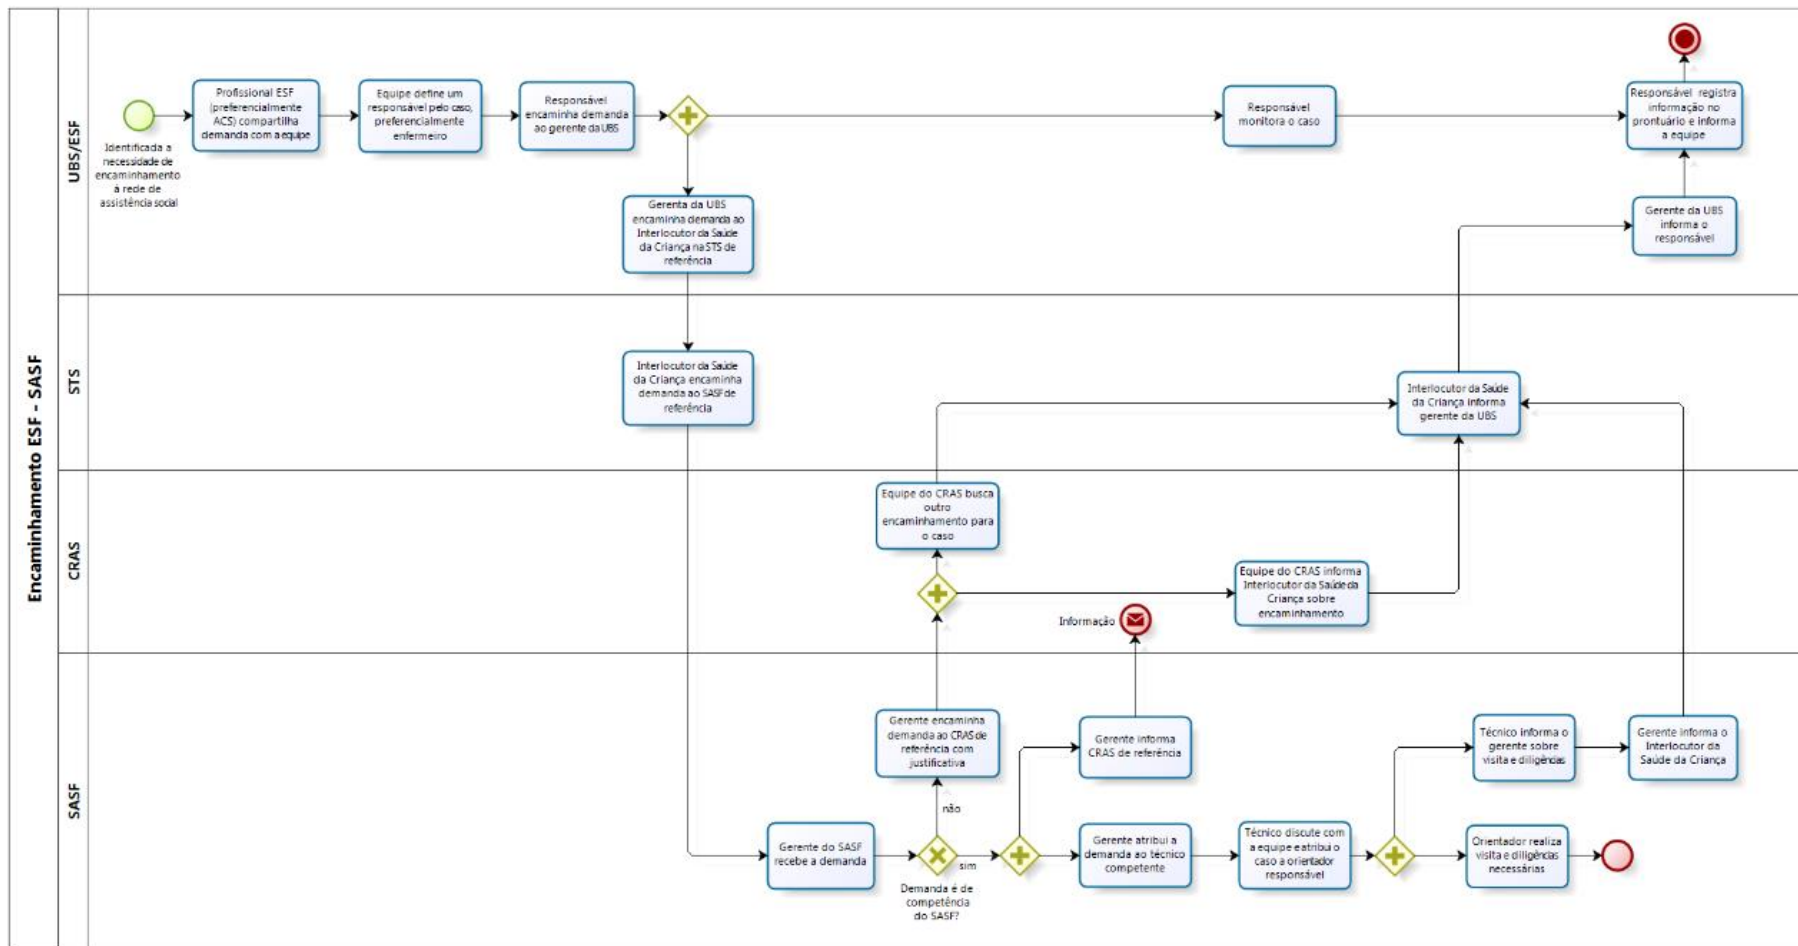 Encaminhamento ESF - SASF
UBS/ESF
Identificada a
necessidade de
encaminhamento
à rede de
assistência social
Profissional ESF
(preferencialmente
ACS) compartilha
demanda com a equipe
Equipe define um
responsável pelo caso,
preferencialmente
enfermeiro
Responsável
encaminha demanda
ao gerente da UBS
Gerenta da UBS
encaminha demanda ao
Interlocutor da Saúde
da Criança na STS de
referência
Responsável
monitora o caso
Responsável registra
informação no
prontuário e informa
a equipe
Gerente da UBS
informa o
responsável
STS
Interlocutor da Saúde
da Criança encaminha
demanda ao SASF de
referência
Interlocutor da Saúde
da Criança informa
gerente da UBS
CRAS
Equipe do CRAS busca
outro
encaminhamento para
o caso
Equipe do CRAS informa
Interlocutor da Saúde da
Criança sobre
encaminhamento
Informação
SASF
Gerente do SASF
recebe a demanda
Demanda é de
competência
do SASF?
não
sim
Gerente encaminha
demanda ao CRAS de
referência com
justificativa
Gerente informa
CRAS de referência
Gerente atribui a
demanda ao técnico
competente
Técnico discute com
a equipe e atribui o
caso a orientador
responsável
Técnico informa o
gerente sobre
visita e diligências
Gerente informa o
Interlocutor da
Saúde da Criança
Orientador realiza
visita e diligências
necessárias